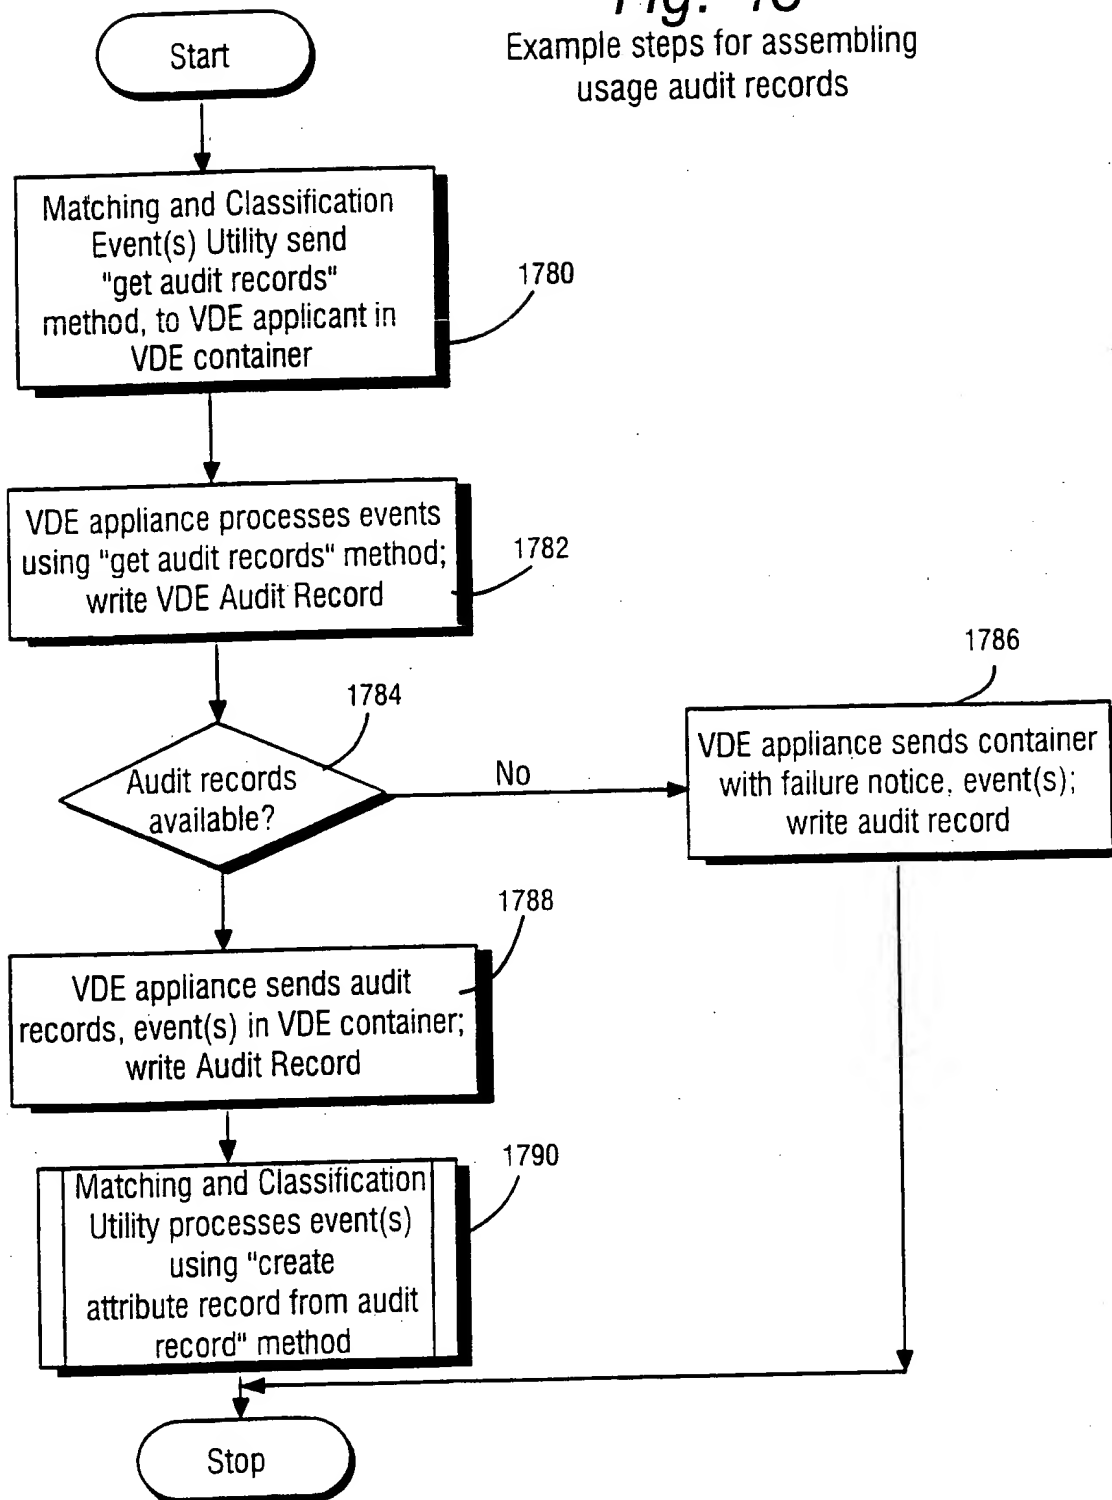 Start
Example steps for assembling
usage audit records
Matching and Classification
Event(s) Utility send
"get audit records"
method, to VDE applicant in
VDE container
1780
VDE appliance processes events
using "get audit records" method;
write VDE Audit Record
1782
1784
Audit records
available?
No
1786
VDE appliance sends container
with failure notice, event(s);
write audit record
1788
VDE appliance sends audit
records, event(s) in VDE container;
write Audit Record
1790
Matching and Classification
Utility processes event(s)
using "create
attribute record from audit
record" method
Stop